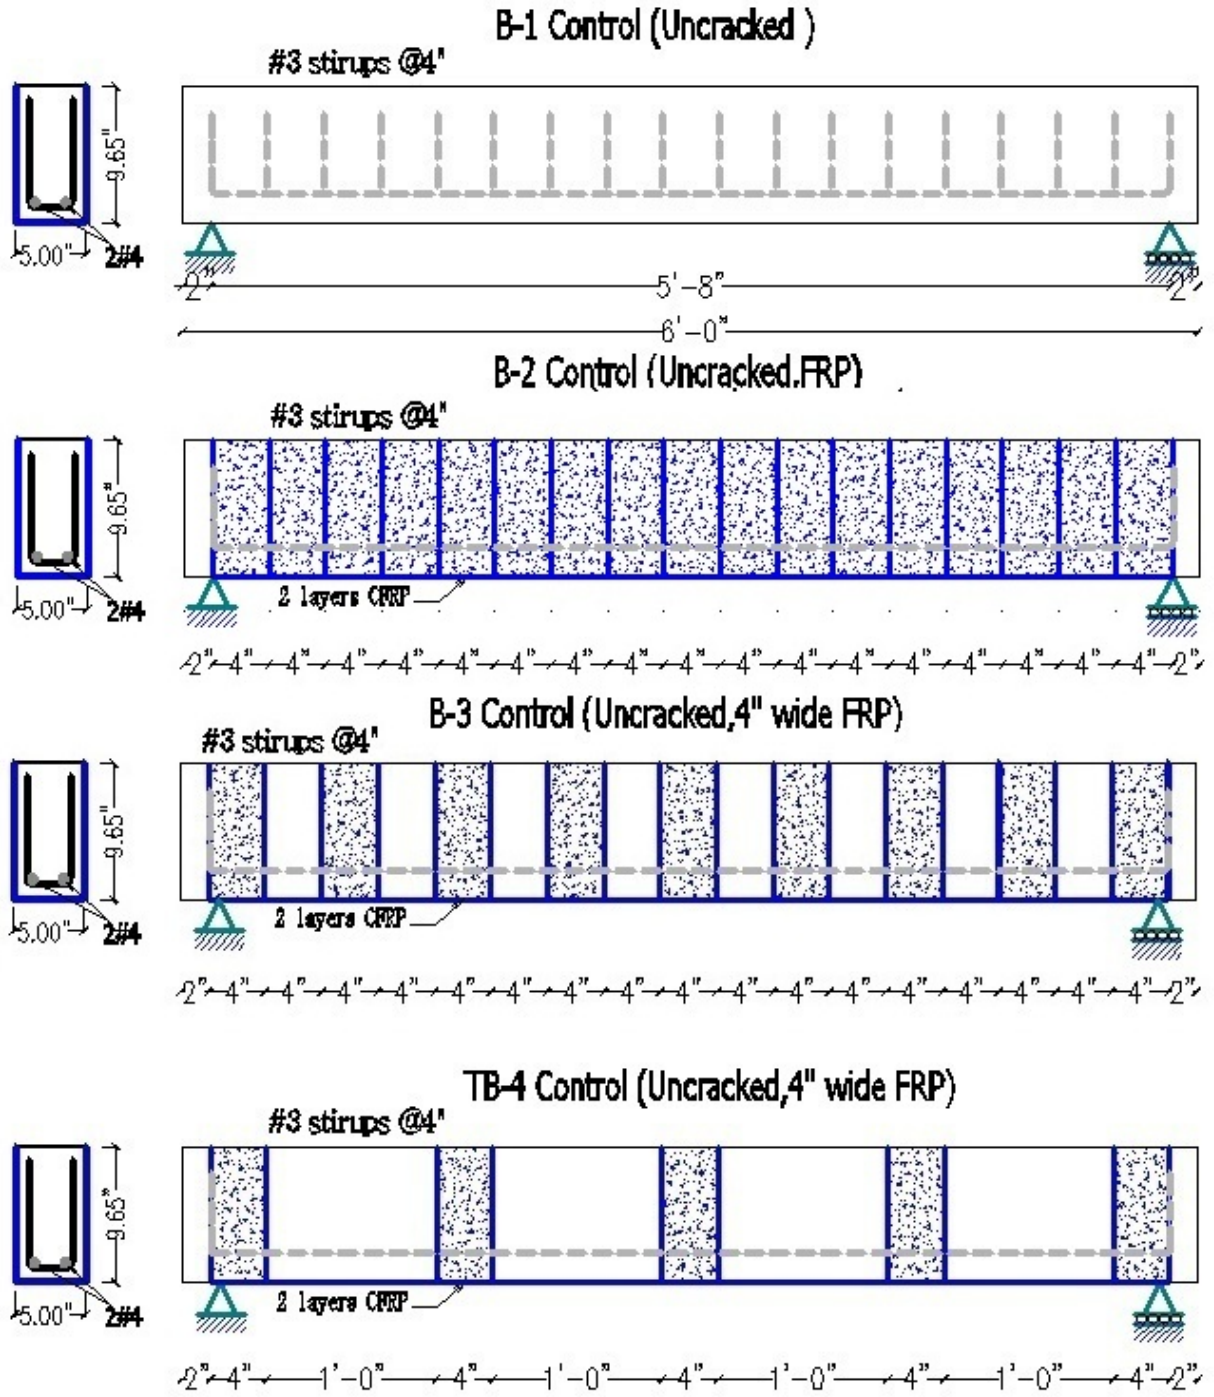 B-1 Control (Uncracked )
#3 stirups @4"
9.65"
5.00"
2#4
2" 5'-8" 2"
6'-0"
B-2 Control (Uncracked.FRP)
#3 stirups @4"
9.65"
2 layers CFRP
5.00"
2#4
2" 4" 4" 4" 4" 4" 4" 4" 4" 4" 4" 4" 4" 4" 4" 4" 4" 4" 2"
B-3 Control (Uncracked,4" wide FRP)
#3 stirups @4"
9.65"
2 layers CFRP
5.00"
2#4
2" 4" 4" 4" 4" 4" 4" 4" 4" 4" 4" 4" 4" 4" 4" 4" 4" 4" 2"
TB-4 Control (Uncracked,4" wide FRP)
#3 stirups @4"
9.65"
2 layers CFRP
5.00"
2#4
2" 4" 1'-0" 4" 1'-0" 4" 1'-0" 4" 1'-0" 4" 2"